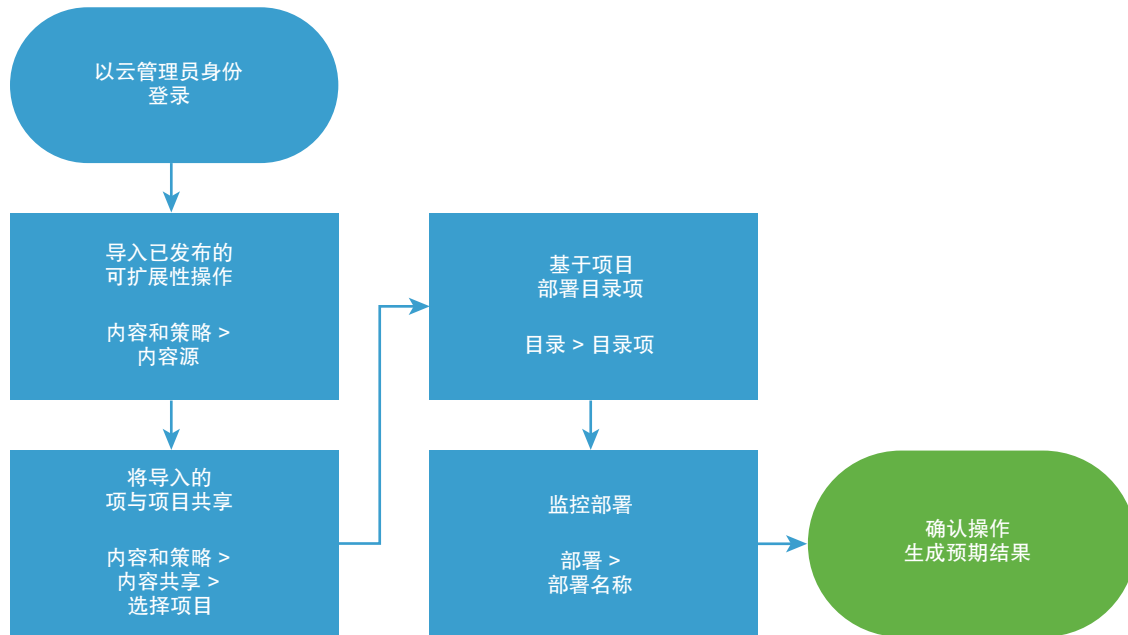 以云管理员身份
登录
导入已发布的
可扩展性操作
内容和策略 >
内容源
将导入的
项与项目共享
内容和策略 >
内容共享 >
选择项目
基于项目
部署目录项
目录 > 目录项
监控部署
部署 >
部署名称
确认操作
生成预期结果